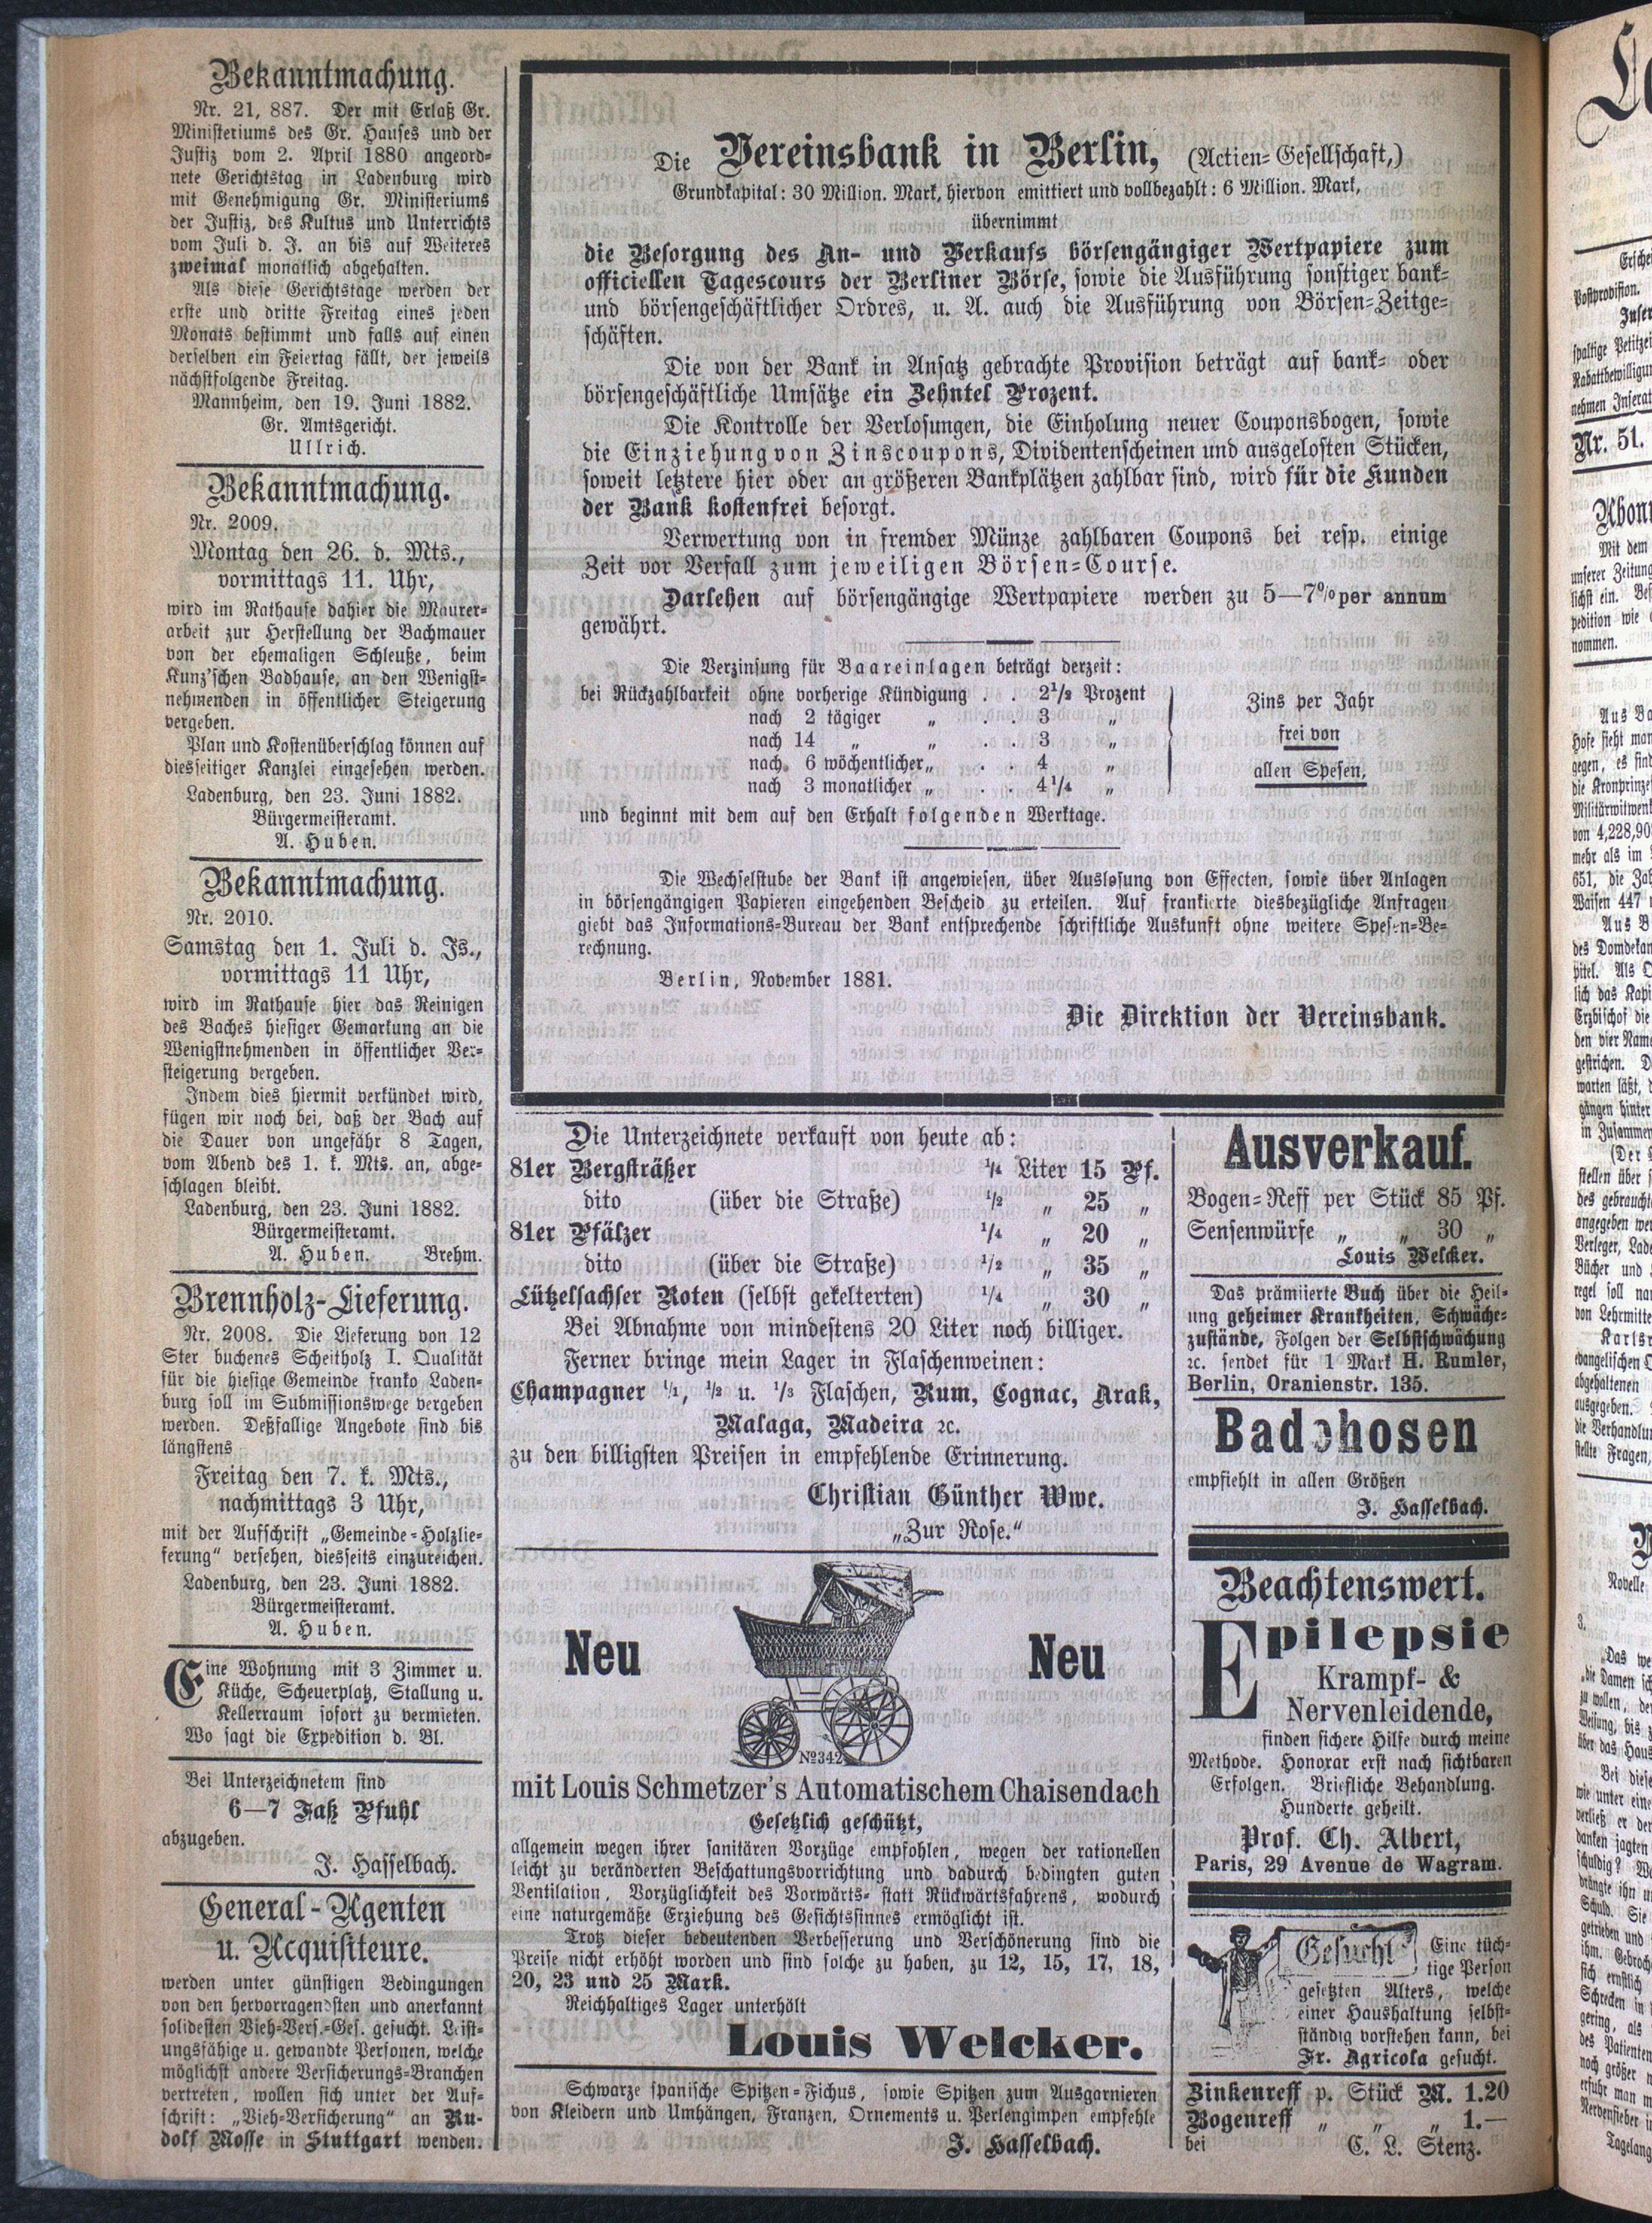 Bekanntmachung.
Nr. 21, 887. Der mit Erlaß Gr.
Ministeriums des Gr. Hauses und der
Justiz vom 2. April 1880 angeord-
nete Gerichtstag in Ladenburg wird
mit Genehmigung Gr. Ministeriums
der Justiz, des Kultus und Unterrichts
vom Juli d. J. an bis auf Weiteres
zweimal monatlich abgehalten.
Als diese Gerichtstage werden der
erste und dritte Freitag eines jeden
Monats bestimmt und falls auf einen
derselben ein Feiertag fällt, der jeweils
nächstfolgende Freitag.
Mannheim, den 19. Juni 1882.
Gr. Amtsgericht.
Ullrich.
Bekanntmachung.
Nr. 2009.
Montag den 26. d. Mts.,
vormittags 11. Uhr,
wird im Rathause dahier die Maurer-
arbeit zur Herstellung der Bachmauer
von der ehemaligen Schleuße, beim
Kunz'schen Badhause, an den Wenigst-
nehmenden in öffentlicher Steigerung
vergeben.
Plan und Kostenüberschlag können auf
diesseitiger Kanzlei eingesehen werden.
Ladenburg, den 23. Juni 1882.
Bürgermeisteramt.
A. Huben.
Bekanntmachung.
Nr. 2010.
Samstag den 1. Juli d. Js.,
vormittags 11 Uhr,
wird im Rathause hier das Reinigen
des Baches hiesiger Gemarkung an die
Wenigstnehmenden in öffentlicher Ver-
steigerung vergeben.
Indem dies hiermit verkündet wird,
fügen wir noch bei, daß der Bach auf
die Dauer von ungefähr 8 Tagen,
vom Abend des 1. k. Mts. an, abge-
schlagen bleibt.
Ladenburg, den 23. Juni 1882.
Bürgermeisteramt.
A. Huben. Brehm.
Brennholz-Lieferung.
Nr. 2008. Die Lieferung von 12
Ster buchenes Scheitholz I. Qualität
für die hiesige Gemeinde franko Laden-
burg soll im Submissionswege vergeben
werden. Deßfallige Angebote sind bis
längstens
Freitag den 7. k. Mts.,
nachmittags 3 Uhr,
mit der Aufschrift „Gemeinde-Holzlie-
ferung“ versehen, diesseits einzureichen.
Ladenburg, den 23. Juni 1882.
Bürgermeisteramt.
A. Huben.
Eine Wohnung mit 3 Zimmer u.
Küche, Scheuerplatz, Stallung u.
Kellerraum sofort zu vermieten.
Wo sagt die Expedition d. Bl.
Bei Unterzeichnetem sind
6—7 Faß Pfuhl
abzugeben.
J. Hasselbach.
General-Agenten
u. Acquisiteure.
werden unter günstigen Bedingungen
von den hervorragendsten und anerkannt
solidesten Vieh-Vers.-Ges. gesucht. Leist-
ungsfähige u. gewandte Personen, welche
möglichst andere Versicherungs-Branchen
vertreten, wollen sich unter der Auf-
schrift: „Vieh-Versicherung“ an Ru-
dolf Mosse in Stuttgart wenden.
Die Vereinsbank in Berlin, (Actien-Gesellschaft,)
Grundkapital: 30 Million. Mark, hiervon emittiert und vollbezahlt: 6 Million. Mark,
übernimmt
die Besorgung des An- und Verkaufs börsengängiger Wertpapiere zum
officiellen Tagescours der Berliner Börse, sowie die Ausführung sonstiger bank-
und börsengeschäftlicher Ordres, u. A. auch die Ausführung von Börsen-Zeitge-
schäften.
Die von der Bank in Ansatz gebrachte Provision beträgt auf bank- oder
börsengeschäftliche Umsätze ein Zehntel Prozent.
Die Kontrolle der Verlosungen, die Einholung neuer Couponsbogen, sowie
die Einziehung von Zinscoupons, Dividentenscheinen und ausgelosten Stücken,
soweit letztere hier oder an größeren Bankplätzen zahlbar sind, wird für die Kunden
der Bank kostenfrei besorgt.
Verwertung von in fremder Münze zahlbaren Coupons bei resp. einige
Zeit vor Verfall zum jeweiligen Börsen-Course.
Darlehen auf börsengängige Wertpapiere werden zu 5—7% per annum
gewährt.
Die Verzinsung für Baareinlagen beträgt derzeit:
bei Rückzahlbarkeit ohne vorherige Kündigung . . 2½ Prozent
nach 2 tägiger „ . . 3 „
nach 14 „ „ . . 3 „
nach 6 wöchentlicher „ . . 4 „
nach 3 monatlicher „ . 4¼ „
Zins per Jahr
frei von
allen Spesen,
und beginnt mit dem auf den Erhalt folgenden Werktage.
Die Wechselstube der Bank ist angewiesen, über Auslosung von Effecten, sowie über Anlagen
in börsengängigen Papieren eingehenden Bescheid zu erteilen. Auf frankierte diesbezügliche Anfragen
giebt das Informations-Bureau der Bank entsprechende schriftliche Auskunft ohne weitere Spesen-Be-
rechnung.
Berlin, November 1881.
Die Direktion der Vereinsbank.
Die Unterzeichnete verkauft von heute ab:
81er Bergsträßer ¼ Liter 15 Pf.
dito (über die Straße) ½ „ 25 „
81er Pfälzer ¼ „ 20 „
dito (über die Straße) ½ „ 35 „
Lützelsachser Roten (selbst gekelterten) ¼ „ 30 „
Bei Abnahme von mindestens 20 Liter noch billiger.
Ferner bringe mein Lager in Flaschenweinen:
Champagner 1/1, 1/2 u. 1/3 Flaschen, Rum, Cognac, Arak,
Malaga, Madeira ꝛc.
zu den billigsten Preisen in empfehlende Erinnerung.
Christian Günther Wwe.
„Zur Rose.“
Neu Neu
No 342
mit Louis Schmetzer's Automatischem Chaisendach
Gesetzlich geschützt,
allgemein wegen ihrer sanitären Vorzüge empfohlen, wegen der rationellen
leicht zu veränderten Beschattungsvorrichtung und dadurch bedingten guten
Ventilation, Vorzüglichkeit des Vorwärts- statt Rückwärtsfahrens, wodurch
eine naturgemäße Erziehung des Gesichtssinnes ermöglicht ist.
Trotz dieser bedeutenden Verbesserung und Verschönerung sind die
Preise nicht erhöht worden und sind solche zu haben, zu 12, 15, 17, 18,
20, 23 und 25 Mark.
Reichhaltiges Lager unterhölt
Louis Welcker.
Schwarze spanische Spitzen-Fichus, sowie Spitzen zum Ausgarnieren
von Kleidern und Umhängen, Franzen, Ornements u. Perlengimpen empfehle
J. Hasselbach.
Ausverkauf.
Bogen-Reff per Stück 85 Pf.
Sensenwürfe „ „ 30 „
Louis Welcker.
Das prämiierte Buch über die Heil-
ung geheimer Krankheiten, Schwäche-
zustände, Folgen der Selbstschwächung
ꝛc. sendet für 1 Mark H. Rumler,
Berlin, Oranienstr. 135.
Badehosen
empfiehlt in allen Größen
J. Hasselbach.
Beachtenswert.
Epilepsie
Krampf- &
Nervenleidende,
finden sichere Hilfe durch meine
Methode. Honorar erst nach sichtbaren
Erfolgen. Briefliche Behandlung.
Hunderte geheilt.
Prof. Ch. Albert,
Paris, 29 Avenue de Wagram.
Gesucht Eine tüch-
tige Person
gesetzten Alters, welche
einer Haushaltung selbst-
ständig vorstehen kann, bei
Fr. Agricola gesucht.
Zinkenreff p. Stück M. 1.20
Bogenreff „ „ „ 1.—
bei C. L. Stenz.
Nr. 51.